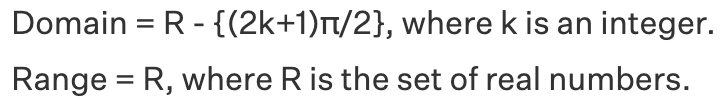 Domain = R - {(2k+1)π/2}, where k is an integer.
Range = R, where R is the set of real numbers.